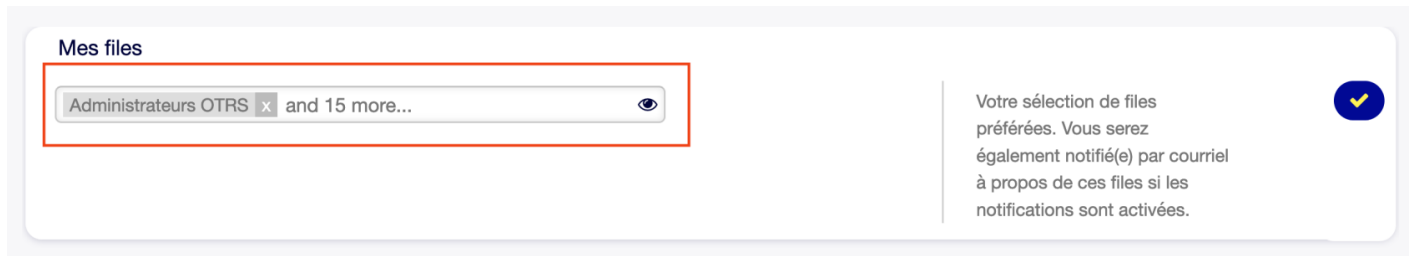 Mes files
Administrateurs OTRS x and 15 more...
Votre sélection de files
préférées. Vous serez
également notifié(e) par courriel
à propos de ces files si les
notifications sont activées.